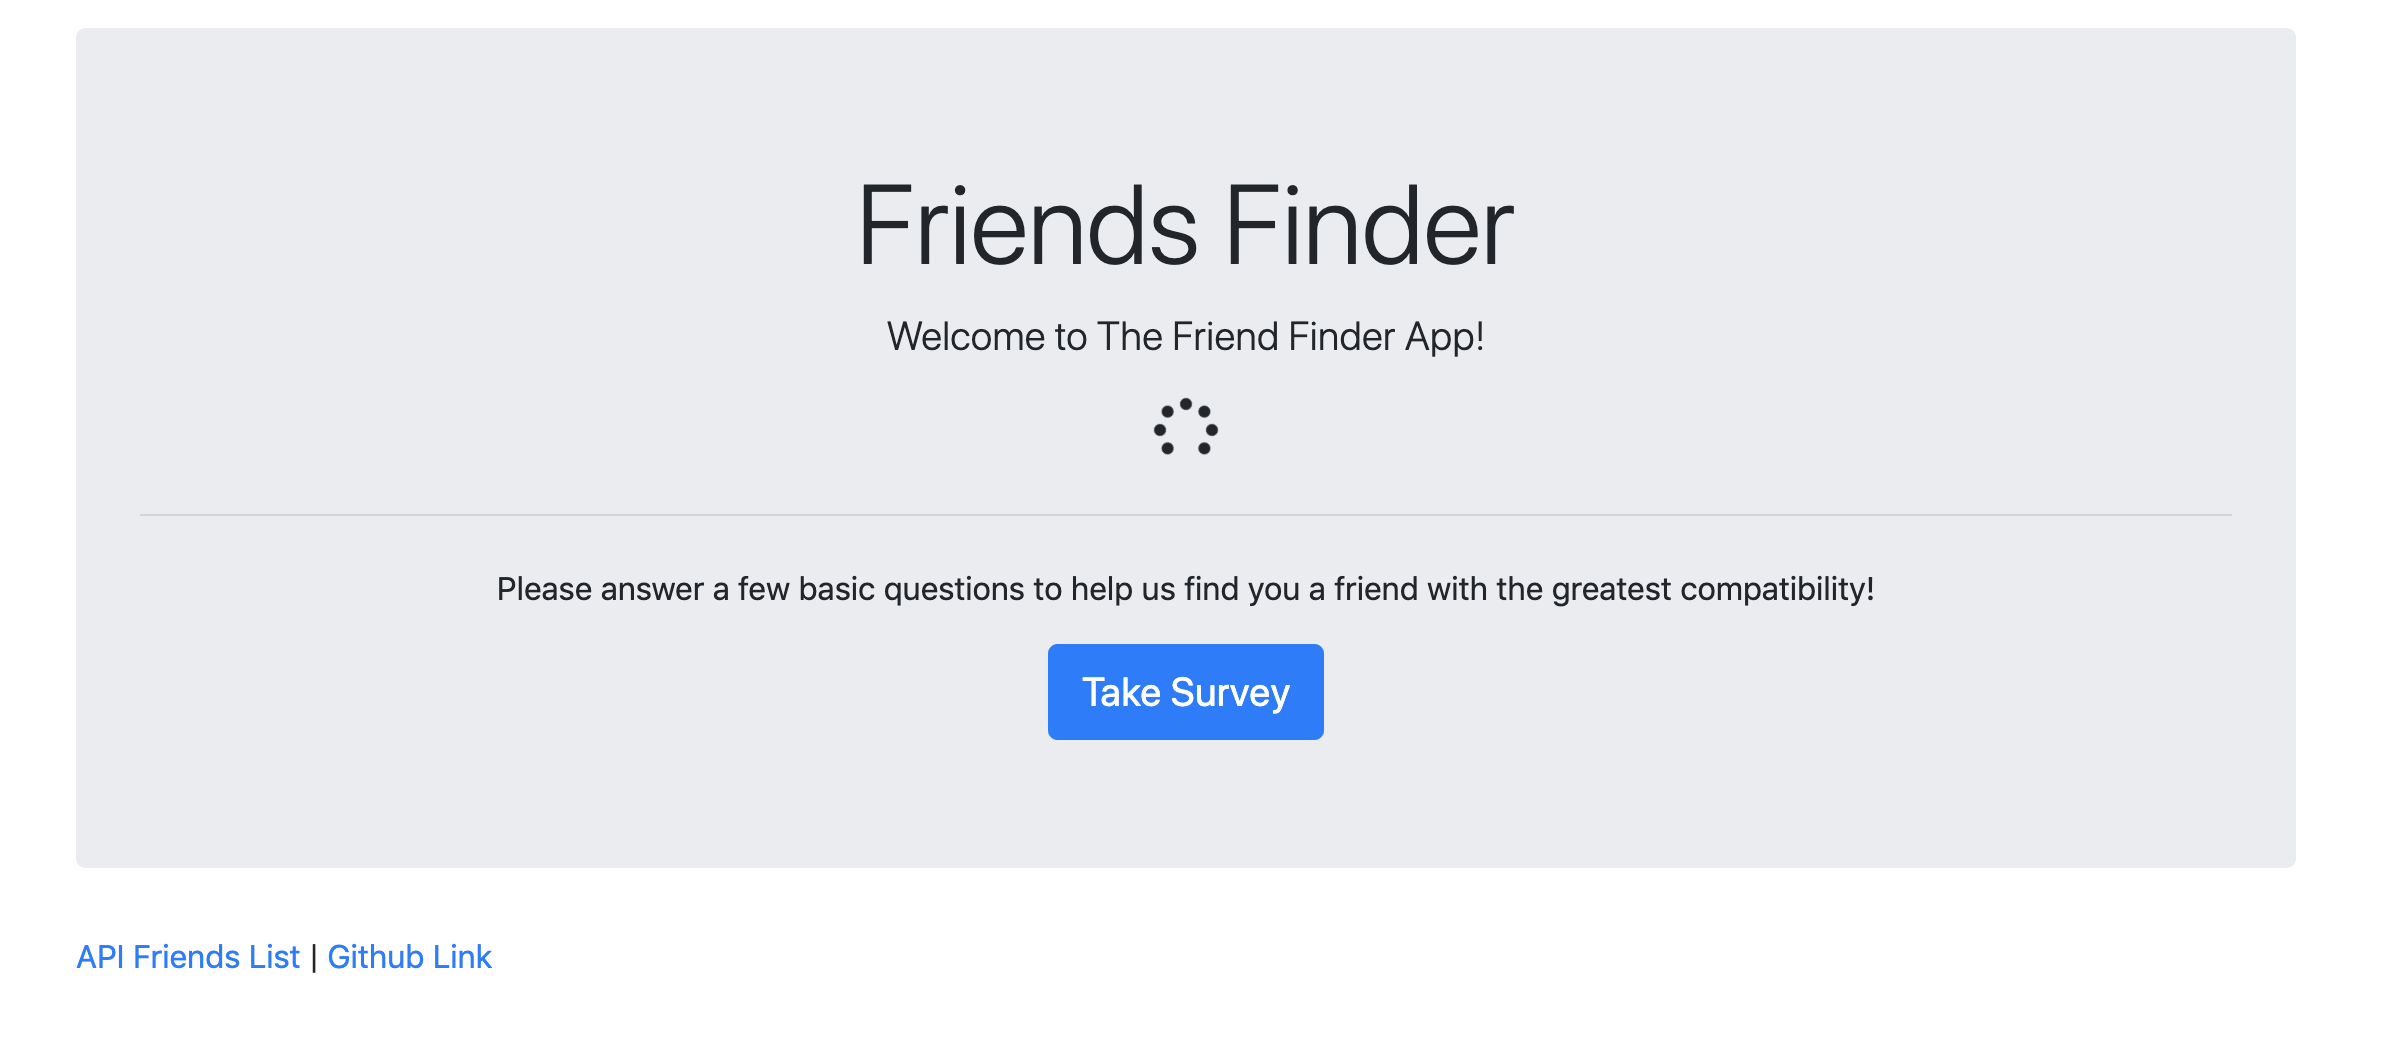 Friends Finder
Welcome to The Friend Finder App!
Please answer a few basic questions to help us find you a friend with the greatest compatibility!
Take Survey
API Friends List | Github Link